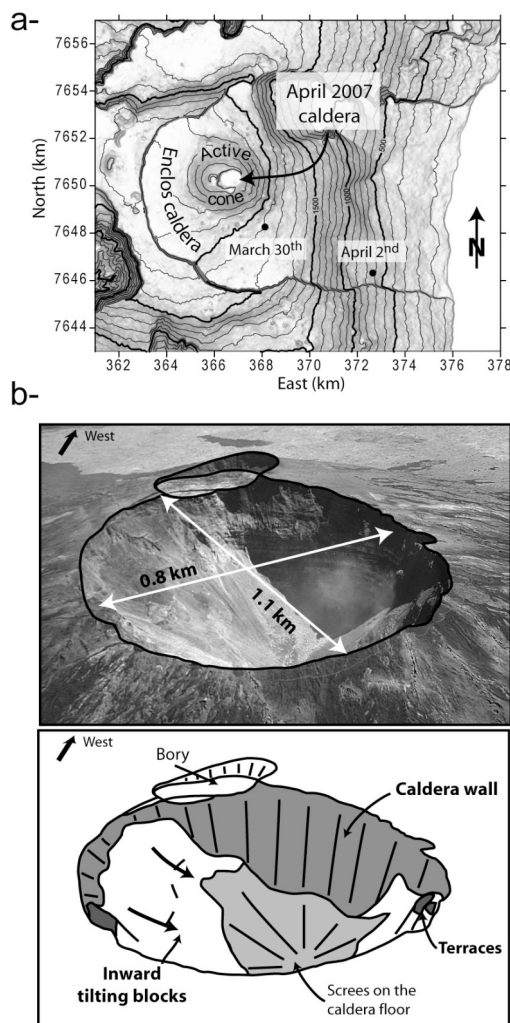 a-
7657
7652
7650
7648
7646
7644
North (km)
April 2007
caldera
Active
cone
Enclos caldera
500
1000
1500
March 30th
April 2nd
N
362 364 366 368 370 372 374 376 378
East (km)
b-
West
0.8 km
1.1 km
West
Bory
Caldera wall
Terraces
Inward
tilting blocks
Screes on the
caldera floor